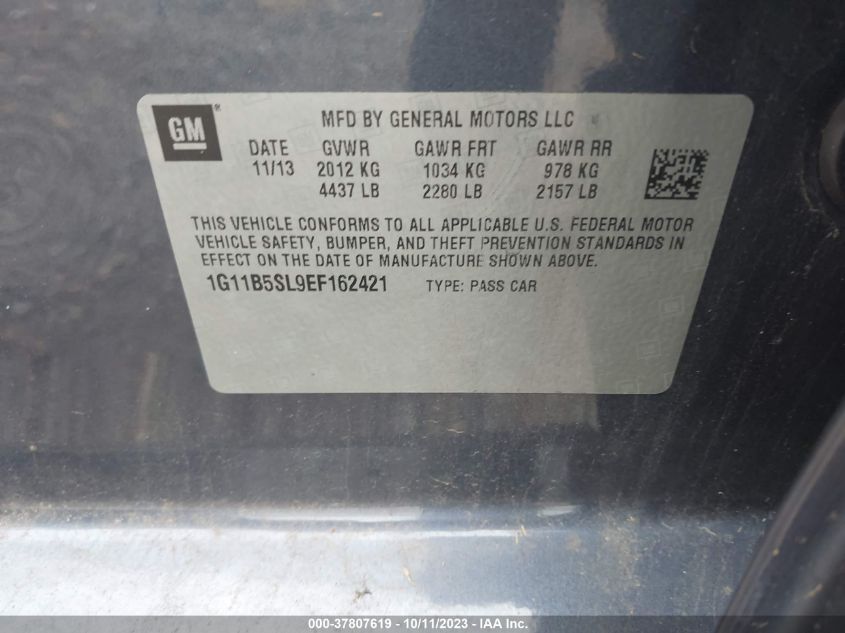 GM® MFD BY GENERAL MOTORS LLC
DATE GVWR GAWR FRT GAWR RR
11/13 2012 KG 1034 KG 978 KG
4437 LB 2280 LB 2157 LB
THIS VEHICLE CONFORMS TO ALL APPLICABLE U.S. FEDERAL MOTOR
VEHICLE SAFETY, BUMPER, AND THEFT PREVENTION STANDARDS IN
EFFECT ON THE DATE OF MANUFACTURE SHOWN ABOVE.
1G11B5SL9EF162421 TYPE: PASS CAR
000-37807619 - 10/11/2023 - IAA Inc.